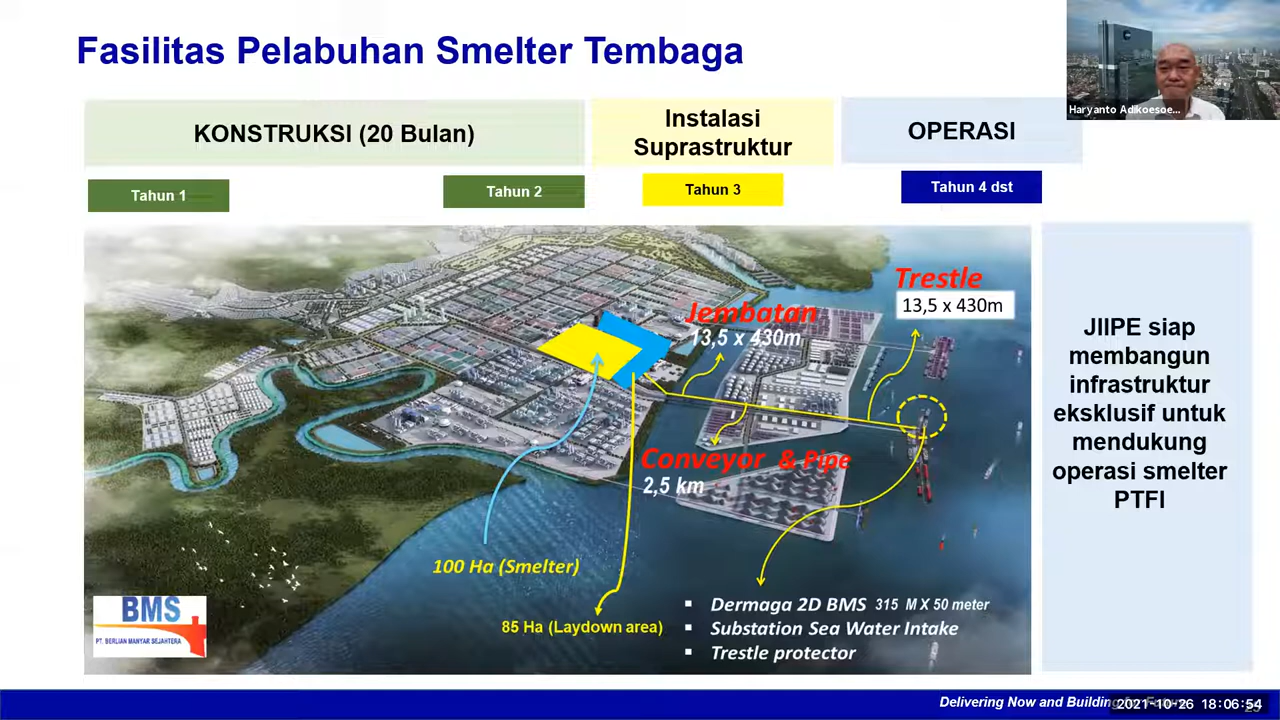 Fasilitas Pelabuhan Smelter Tembaga
Haryanto Adikoesoe...
KONSTRUKSI (20 Bulan)
Instalasi
Suprastruktur
OPERASI
Tahun 1
Tahun 2
Tahun 3
Tahun 4 dst
Trestle
13,5 x 430m
Jembatan
13,5 x 430m
Conveyor & Pipe
2,5 km
100 Ha (Smelter)
85 Ha (Laydown area)
▪ Dermaga 2D BMS 315 M X 50 meter
▪ Substation Sea Water Intake
▪ Trestle protector
BMS
PT. BERLIAN MANYAR SEJAHTERA
JIIPE siap
membangun
infrastruktur
eksklusif untuk
mendukung
operasi smelter
PTFI
Delivering Now and Building
2021-10-26 18:06:54